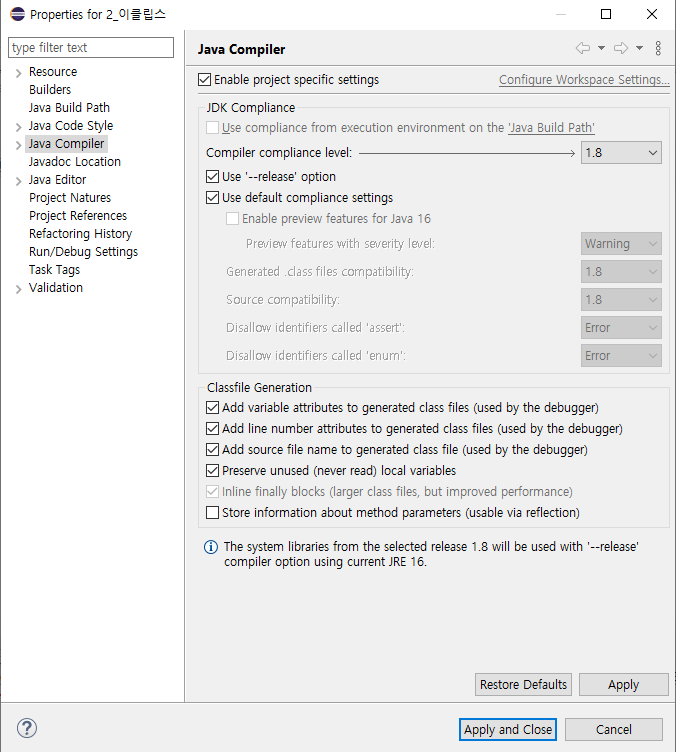 Properties for 2_이클립스
type filter text
Resource
Builders
Java Build Path
Java Code Style
Java Compiler
Javadoc Location
Java Editor
Project Natures
Project References
Refactoring History
Run/Debug Settings
Task Tags
Validation
Java Compiler
Enable project specific settings
Configure Workspace Settings...
JDK Compliance
Use compliance from execution environment on the 'Java Build Path'
Compiler compliance level:
1.8
Use '--release' option
Use default compliance settings
Enable preview features for Java 16
Preview features with severity level:
Warning
Generated .class files compatibility:
1.8
Source compatibility:
1.8
Disallow identifiers called 'assert':
Error
Disallow identifiers called 'enum':
Error
Classfile Generation
Add variable attributes to generated class files (used by the debugger)
Add line number attributes to generated class files (used by the debugger)
Add source file name to generated class file (used by the debugger)
Preserve unused (never read) local variables
Inline finally blocks (larger class files, but improved performance)
Store information about method parameters (usable via reflection)
The system libraries from the selected release 1.8 will be used with '--release'
compiler option using current JRE 16.
Restore Defaults
Apply
?
Apply and Close
Cancel